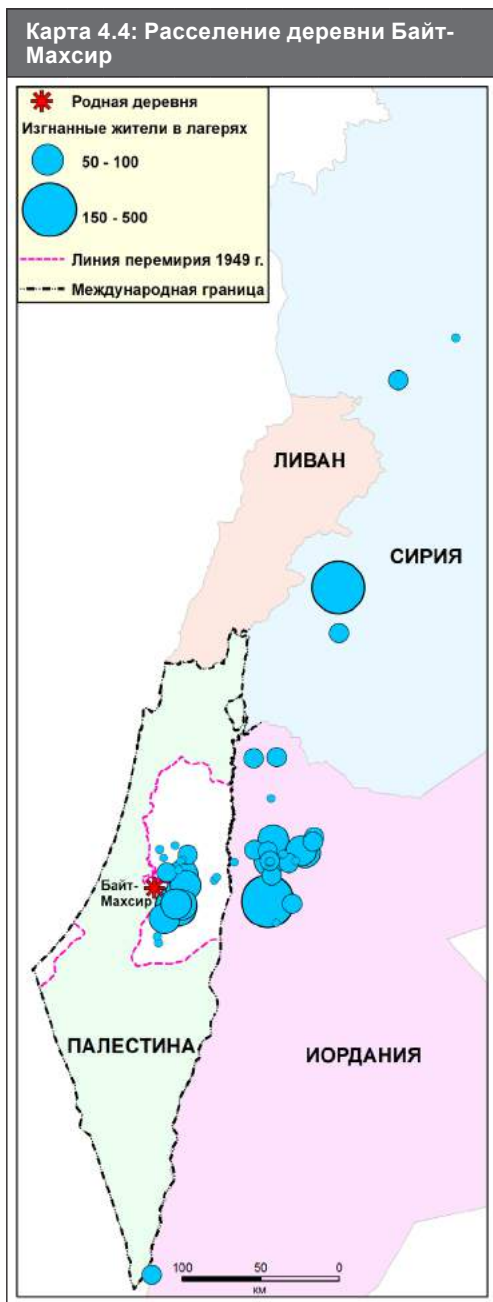 Карта 4.4: Расселение деревни Байт-
Махсир
Родная деревня
Изгнанные жители в лагерях
50 - 100
150 - 500
Линия перемирия 1949 г.
Международная граница
ЛИВАН
СИРИЯ
Байт-
Махсир
ПАЛЕСТИНА
ИОРДАНИЯ
100 50 0
КМ